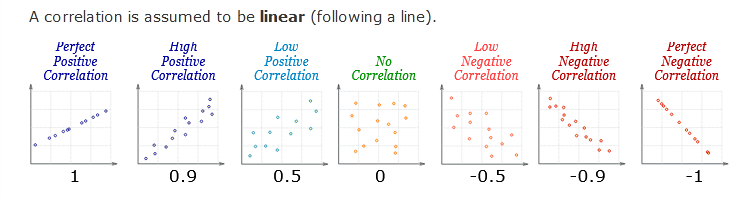 A correlation is assumed to be linear (following a line).
Perfect Positive Correlation
High Positive Correlation
Low Positive Correlation
No Correlation
Low Negative Correlation
High Negative Correlation
Perfect Negative Correlation
1 0.9 0.5 0 -0.5 -0.9 -1